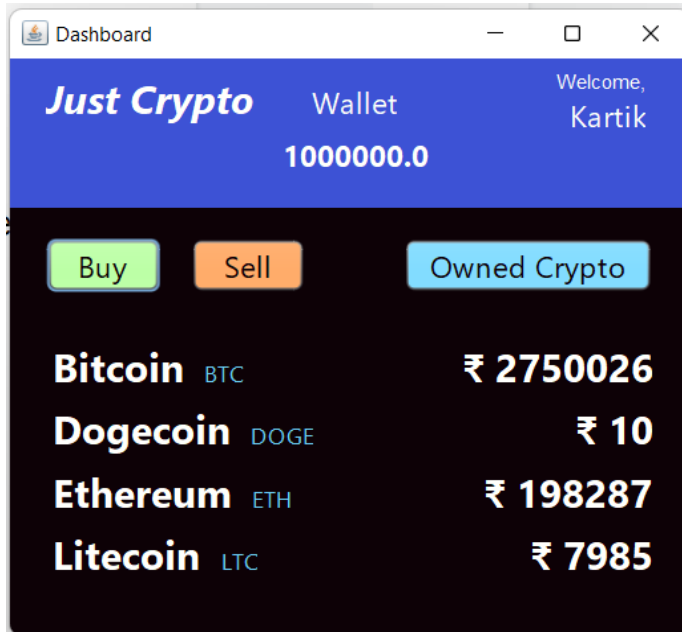 Dashboard
Just Crypto
Wallet
1000000.0
Welcome,
Kartik
Buy
Sell
Owned Crypto
Bitcoin BTC ₹ 2750026
Dogecoin DOGE ₹ 10
Ethereum ETH ₹ 198287
Litecoin LTC ₹ 7985